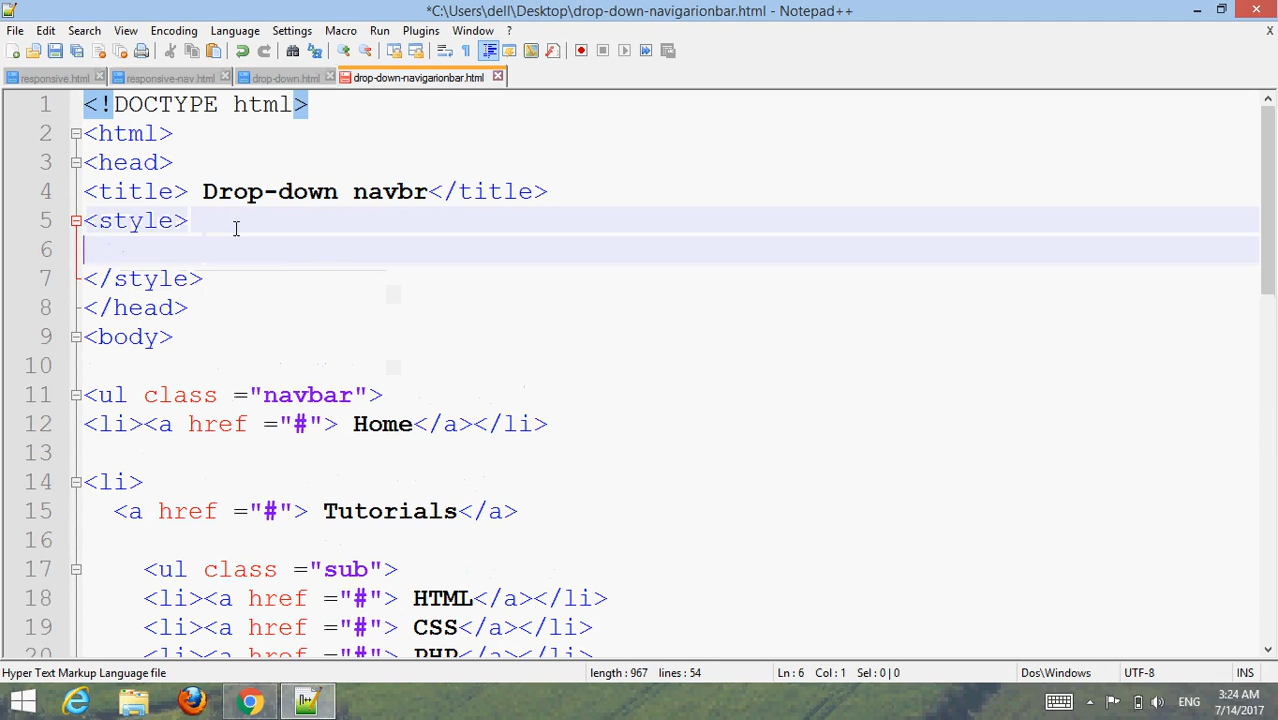 *C:\Users\dell\Desktop\drop-down-navigarionbar.html - Notepad++
File Edit Search View Encoding Language Settings Macro Run Plugins Window ? X
responsive.html responsive-nav.html drop-down.html drop-down-navigarionbar.html
1 <!DOCTYPE html>
2 <html>
3 <head>
4 <title> Drop-down navbr</title>
5 <style>
6
7 </style>
8 </head>
9 <body>
10
11 <ul class ="navbar">
12 <li><a href ="#"> Home</a></li>
13
14 <li>
15 <a href ="#"> Tutorials</a>
16
17 <ul class ="sub">
18 <li><a href ="#"> HTML</a></li>
19 <li><a href ="#"> CSS</a></li>
20 <li><a href ="#"> PHP</a></li>
Hyper Text Markup Language file length : 967 lines : 54 Ln : 6 Col : 1 Sel : 0 | 0 Dos\Windows UTF-8 INS
ENG 3:24 AM
7/14/2017